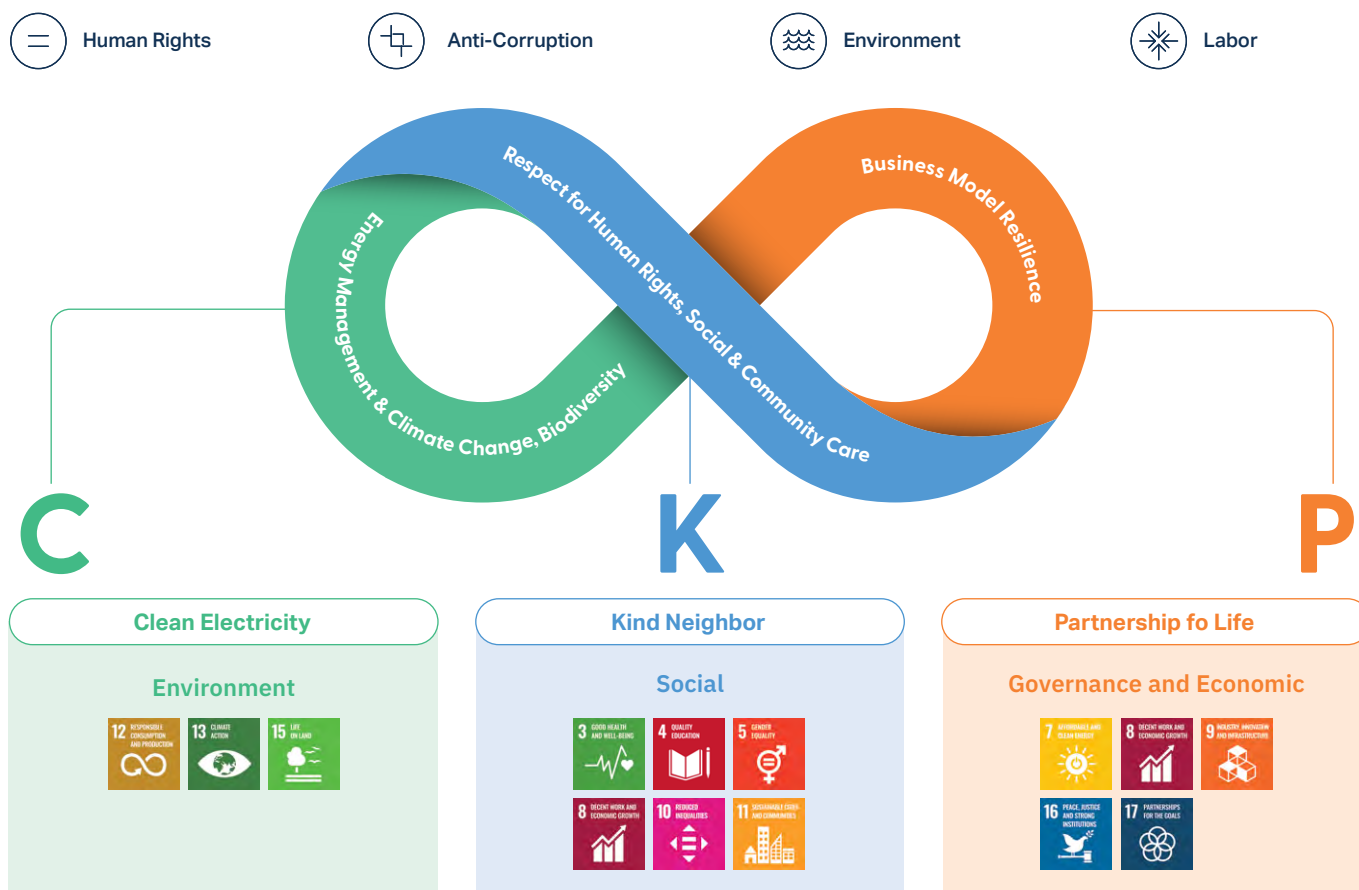 Human Rights
Anti-Corruption
Environment
Labor
Respect for Human Rights, Social & Community Care
Business Model Resilience
Energy Management & Climate Change, Biodiversity
C
K
P
Clean Electricity
Environment
12 RESPONSIBLE
CONSUMPTION
AND PRODUCTION
13 CLIMATE
ACTION
15 LIFE
ON LAND
Kind Neighbor
Social
3 GOOD HEALTH
AND WELL-BEING
4 QUALITY
EDUCATION
5 GENDER
EQUALITY
8 DECENT WORK AND
ECONOMIC GROWTH
10 REDUCED
INEQUALITIES
11 SUSTAINABLE CITIES
AND COMMUNITIES
Partnership fo Life
Governance and Economic
7 AFFORDABLE AND
CLEAN ENERGY
8 DECENT WORK AND
ECONOMIC GROWTH
9 INDUSTRY, INNOVATION
AND INFRASTRUCTURE
16 PEACE, JUSTICE
AND STRONG
INSTITUTIONS
17 PARTNERSHIPS
FOR THE GOALS